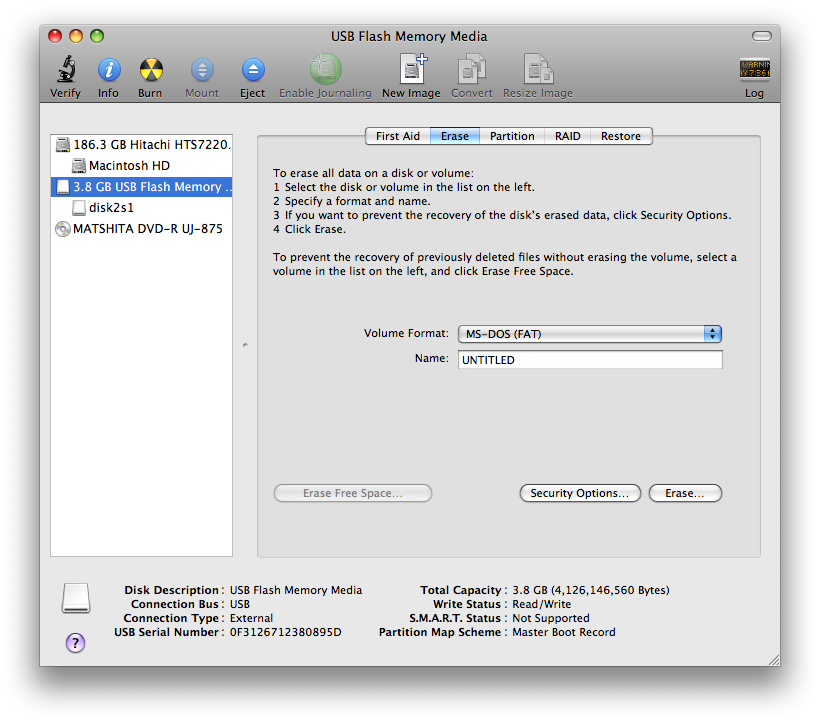 USB Flash Memory Media
Verify
Info
Burn
Mount
Eject
Enable Journaling
New Image
Convert
Resize Image
Log
186.3 GB Hitachi HTS7220.
Macintosh HD
3.8 GB USB Flash Memory ...
disk2s1
MATSHITA DVD-R UJ-875
First Aid
Erase
Partition
RAID
Restore
To erase all data on a disk or volume:
1 Select the disk or volume in the list on the left.
2 Specify a format and name.
3 If you want to prevent the recovery of the disk's erased data, click Security Options.
4 Click Erase.
To prevent the recovery of previously deleted files without erasing the volume, select a
volume in the list on the left, and click Erase Free Space.
Volume Format: MS-DOS (FAT)
Name: UNTITLED
Erase Free Space...
Security Options...
Erase...
Disk Description : USB Flash Memory Media
Connection Bus : USB
Connection Type : External
USB Serial Number : 0F3126712380895D
Total Capacity : 3.8 GB (4,126,146,560 Bytes)
Write Status : Read/Write
S.M.A.R.T. Status : Not Supported
Partition Map Scheme : Master Boot Record
?